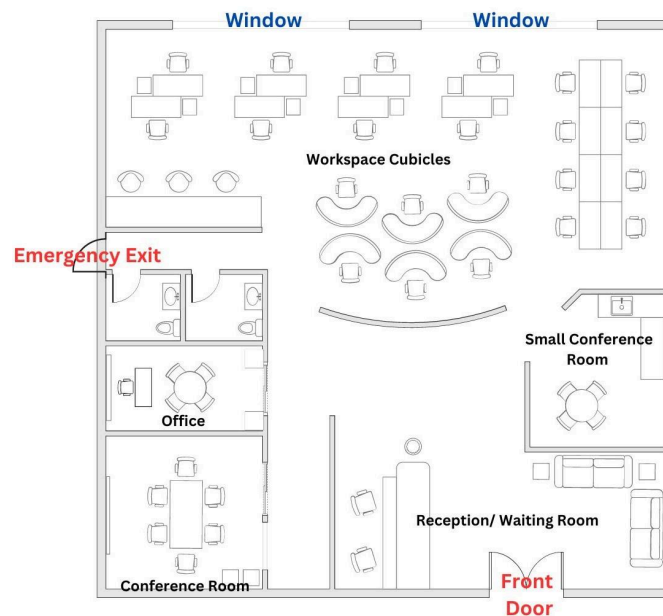 Window
Window
Workspace Cubicles
Emergency Exit
Small Conference
Room
Office
Reception/ Waiting Room
Conference Room
Front
Door